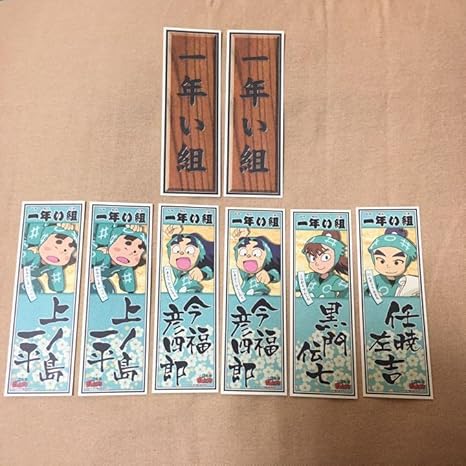 一年い組
一年い組
一年い組
上ノ島
一平
一年い組
上ノ島
一平
一年い組
今福
彦四郎
一年い組
今福
彦四郎
一年い組
黒門
伝七
一年い組
任暁
左吉